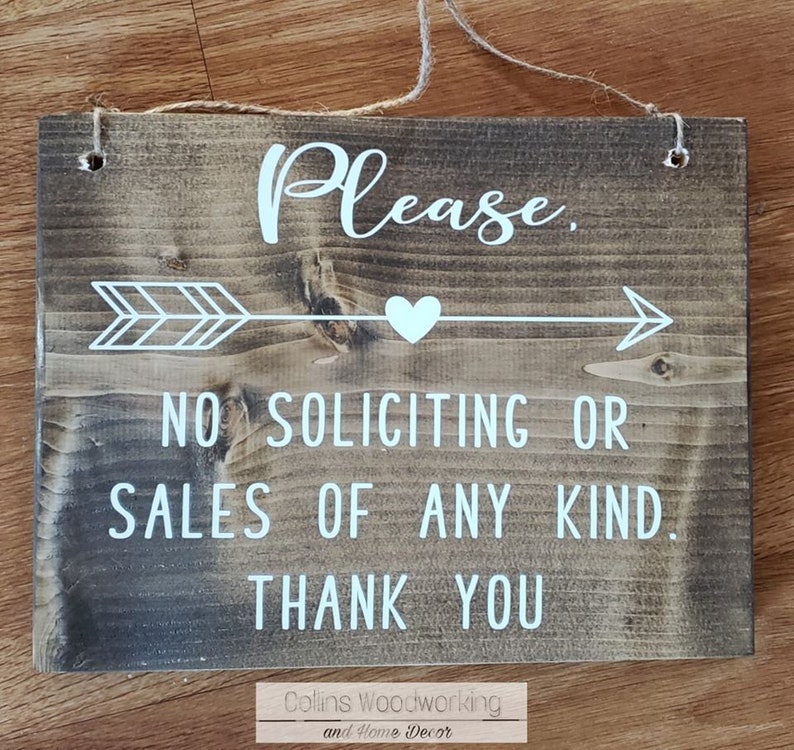 Please,
NO SOLICITING OR
SALES OF ANY KIND.
THANK YOU
Collins Woodworking
and Home Decor